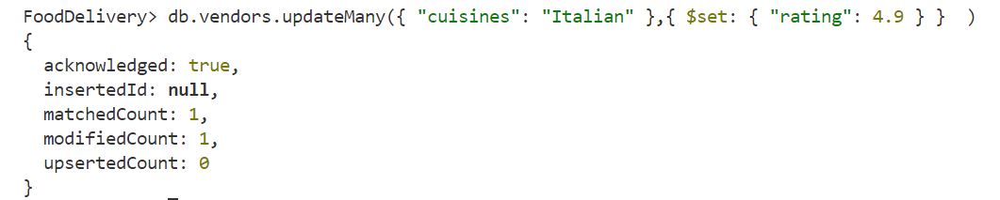 FoodDelivery> db.vendors.updateMany({ "cuisines": "Italian" },{ $set: { "rating": 4.9 } }  )
{
  acknowledged: true,
  insertedId: null,
  matchedCount: 1,
  modifiedCount: 1,
  upsertedCount: 0
}